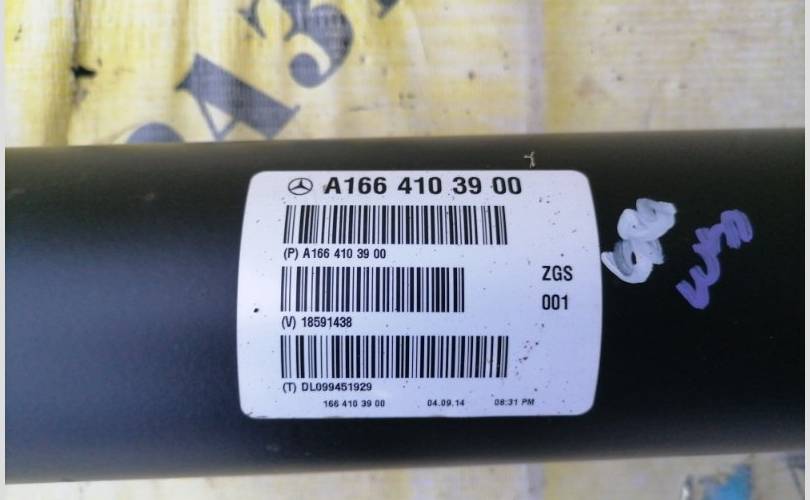 A166 410 39 00
(P) A166 410 39 00
ZGS
(V) 18591438
001
(T) DL099451929
166 410 39 00 04.09.14 08:31 PM